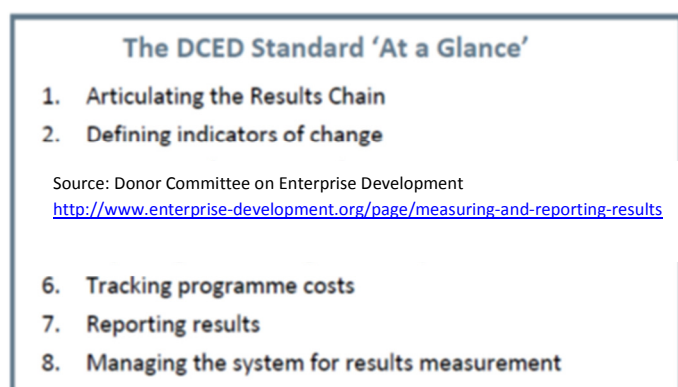 The DCED Standard ‘At a Glance’
1. Articulating the Results Chain
2. Defining indicators of change
Source: Donor Committee on Enterprise Development
http://www.enterprise-development.org/page/measuring-and-reporting-results
6. Tracking programme costs
7. Reporting results
8. Managing the system for results measurement